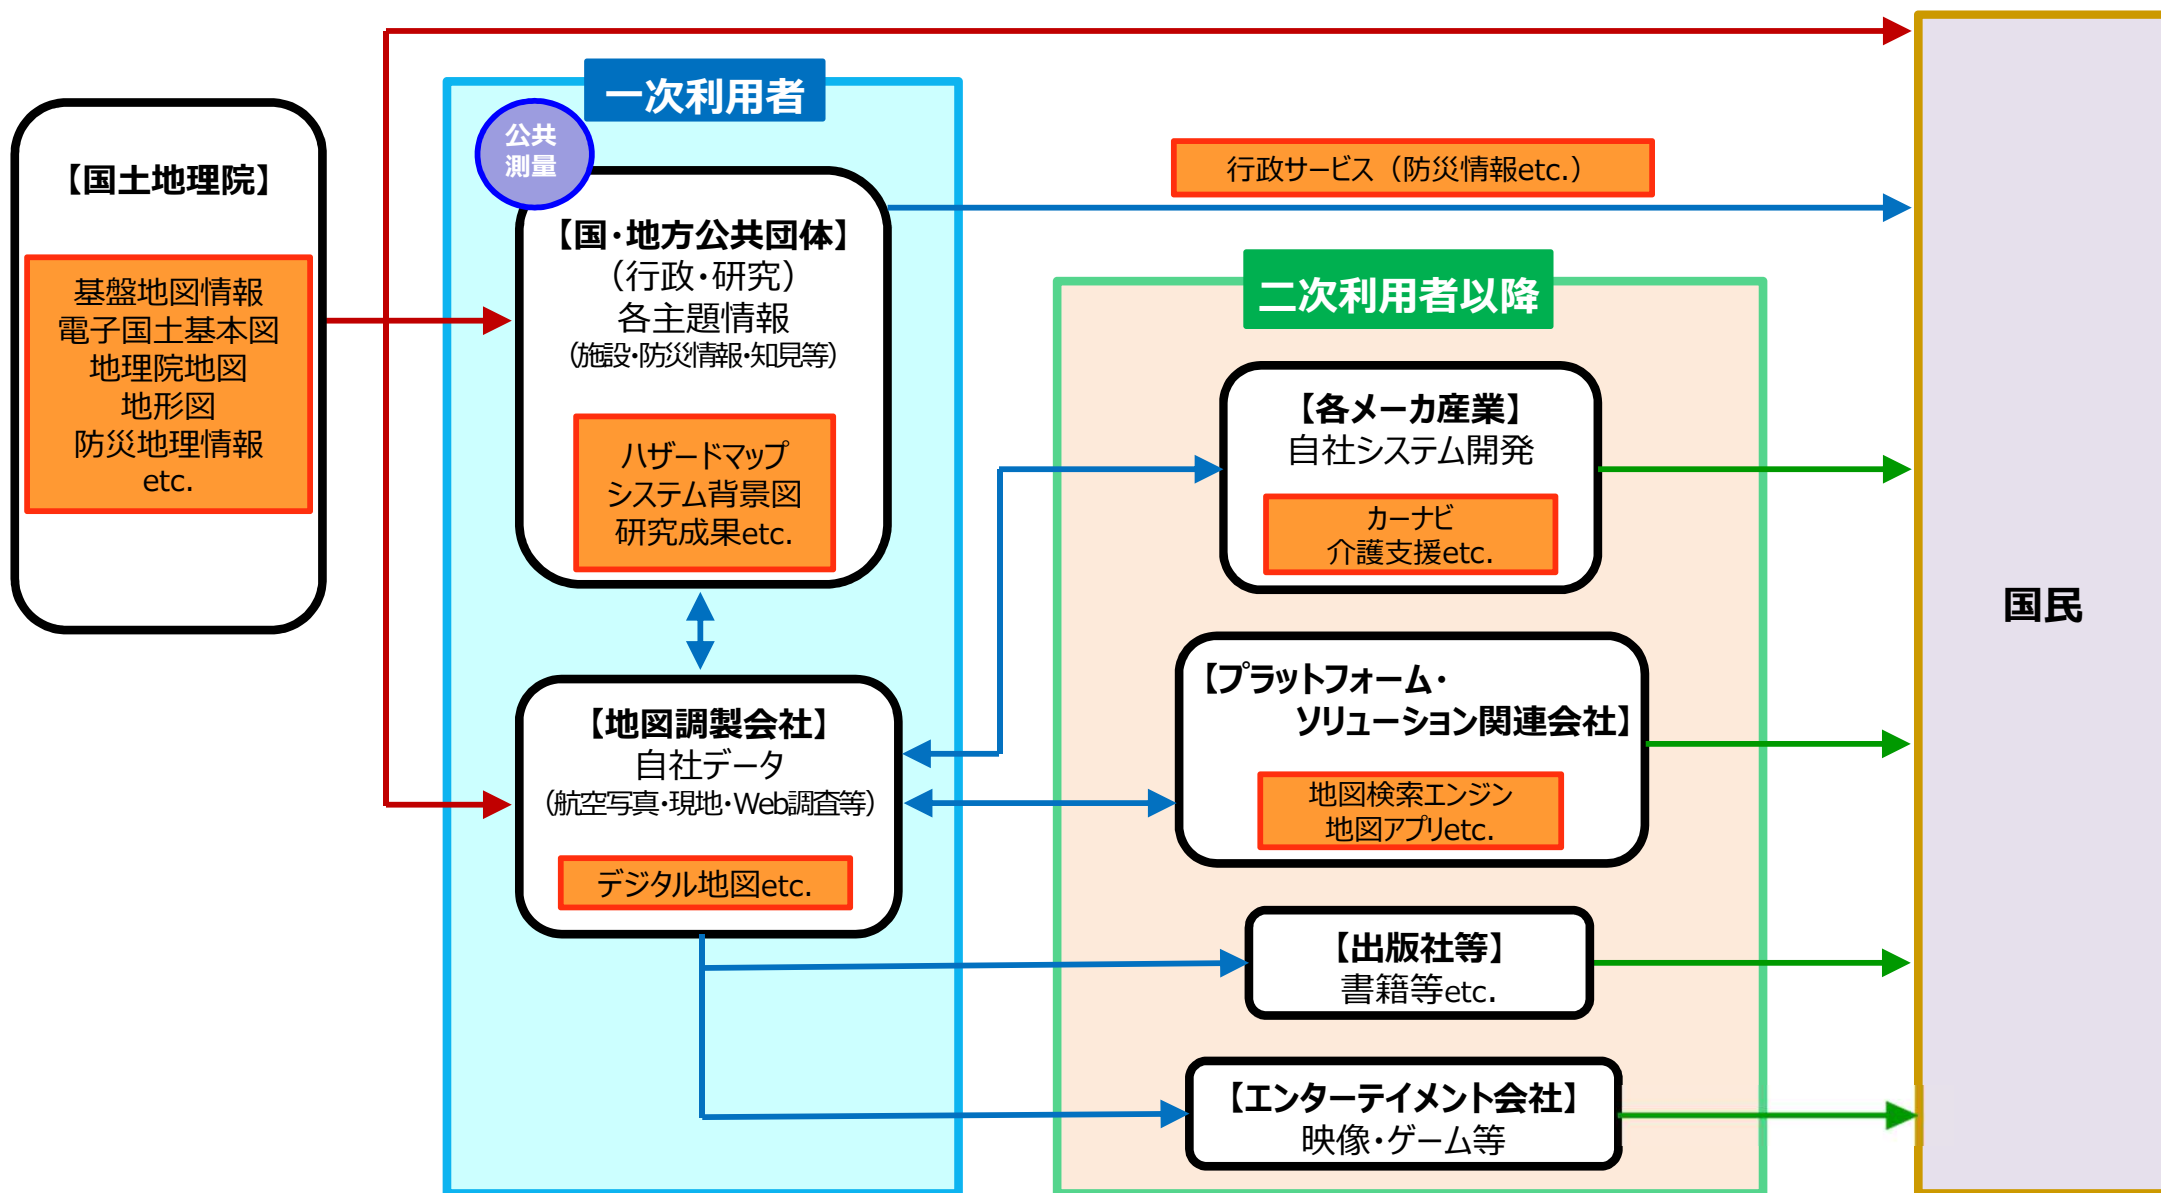 【国土地理院】
基盤地図情報
電子国土基本図
地理院地図
地形図
防災地理情報
etc.
一次利用者
公共
測量
【国・地方公共団体】
（行政・研究）
各主題情報
（施設・防災情報・知見等）
ハザードマップ
システム背景図
研究成果etc.
【地図調製会社】
自社データ
（航空写真・現地・Web調査等）
デジタル地図etc.
行政サービス（防災情報etc.）
二次利用者以降
【各メーカ産業】
自社システム開発
カーナビ
介護支援etc.
【プラットフォーム・
ソリューション関連会社】
地図検索エンジン
地図アプリetc.
【出版社等】
書籍等etc.
【エンターテイメント会社】
映像・ゲーム等
国民